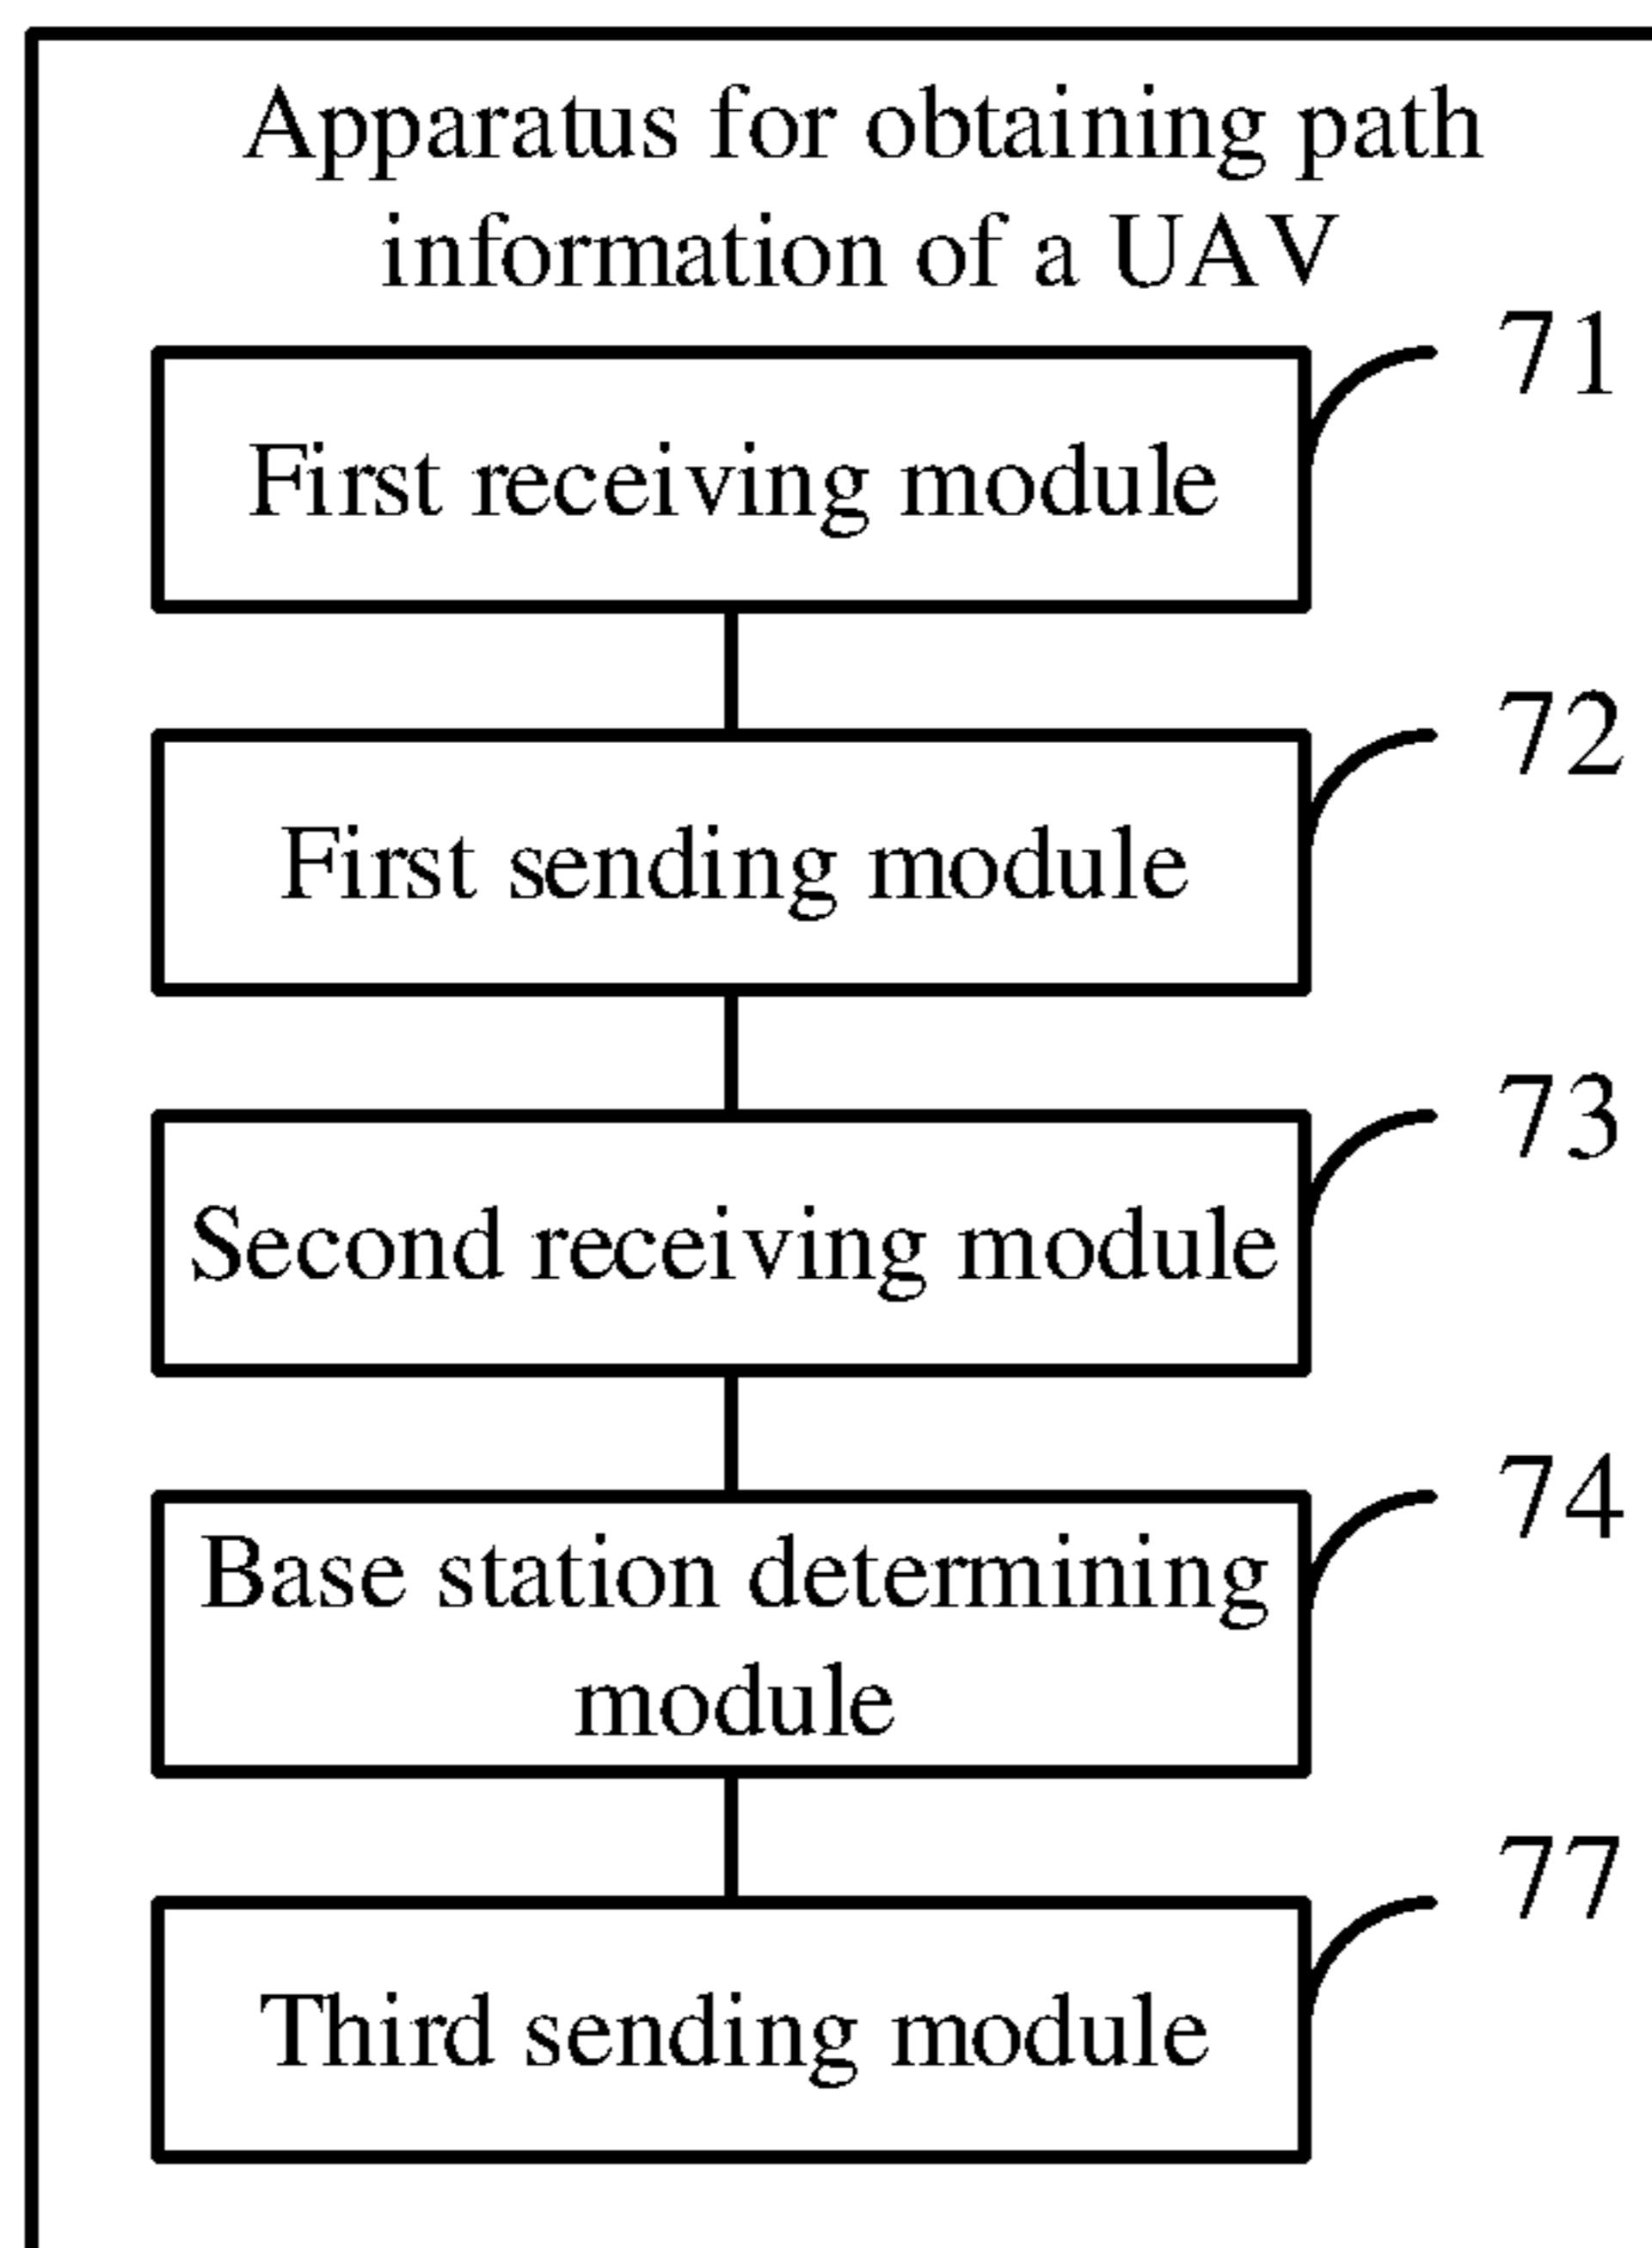 Apparatus for obtaining path
information of a UAV
71
First receiving module
72
First sending module
73
Second receiving module
74
Base station determining
module
77
Third sending module